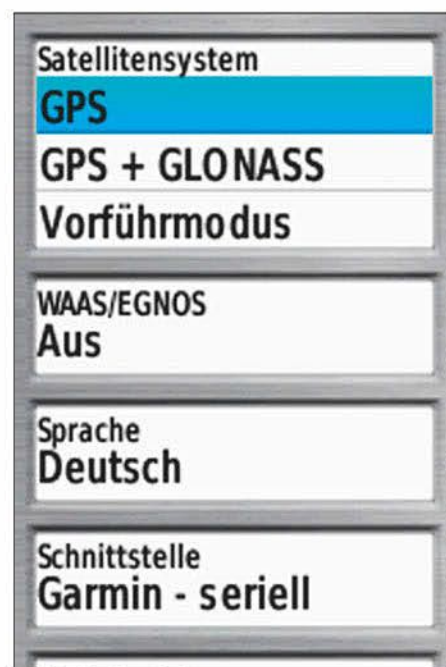 Satellitensystem
GPS
GPS + GLONASS
Vorführmodus
WAAS/EGNOS
Aus
Sprache
Deutsch
Schnittstelle
Garmin - seriell